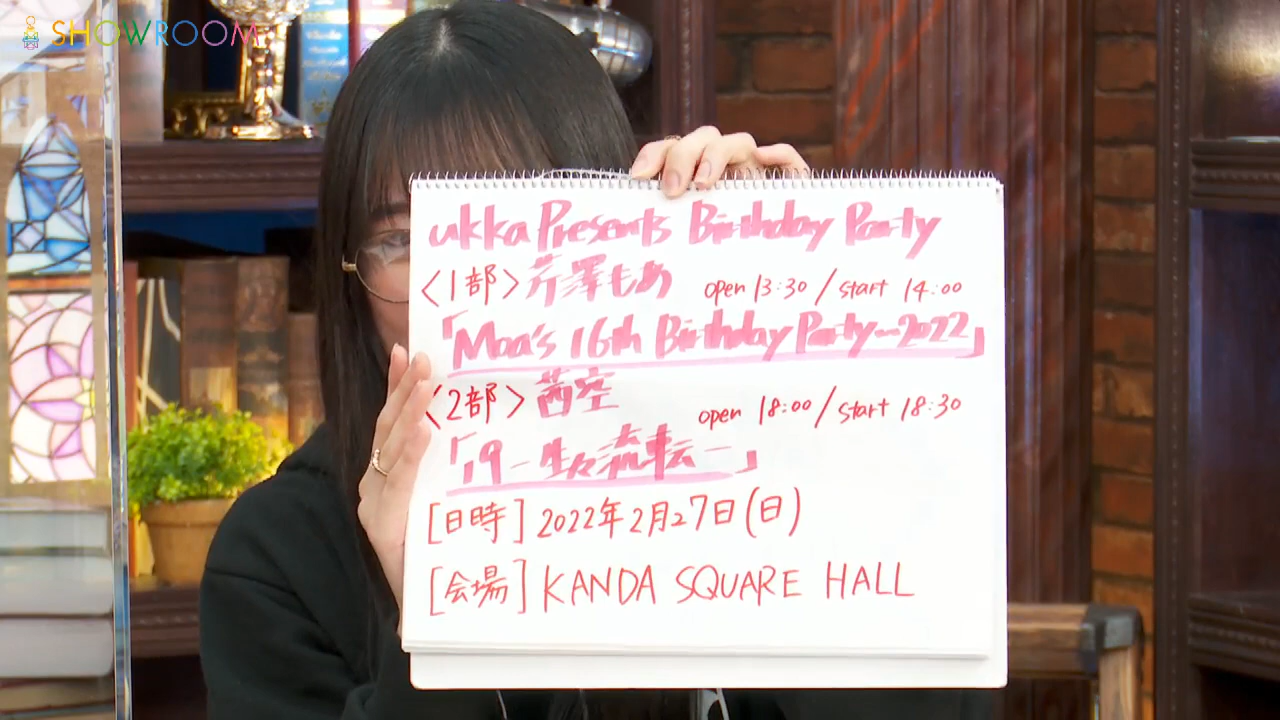 SHOWROOM
ukka Presents Birthday Party
〈1部〉芹澤もあ open 13:30 / start 14:00
「Moa's 16th Birthday Party〜2022」
〈2部〉茜空 open 18:00 / start 18:30
「19 -生々流転-」
[日時] 2022年2月27日(日)
[会場] KANDA SQUARE HALL